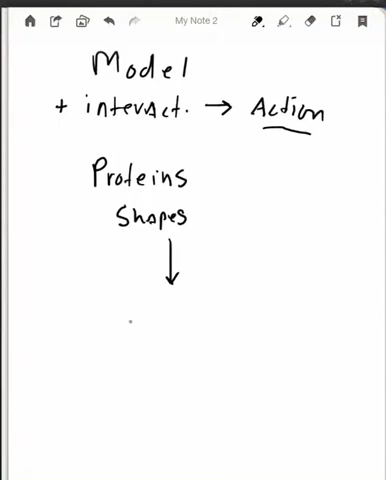 My Note 2
Model
+ interact. → Action
Proteins
Shapes
↓